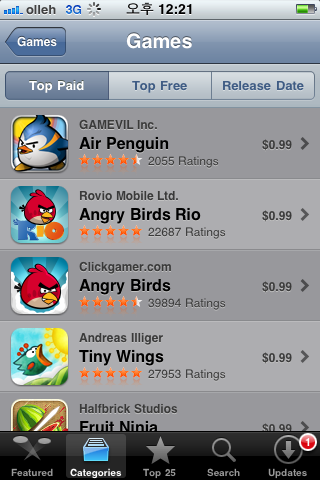 olleh 3G 오후 12:21
Games Games
Top Paid Top Free Release Date
GAMEVIL Inc.
Air Penguin $0.99
2055 Ratings
Rovio Mobile Ltd.
RIO Angry Birds Rio $0.99
22687 Ratings
Clickgamer.com
Angry Birds $0.99
39894 Ratings
Andreas Illiger
Tiny Wings $0.99
27953 Ratings
Halfbrick Studios
Fruit Ninja
1
Featured Categories Top 25 Search Updates